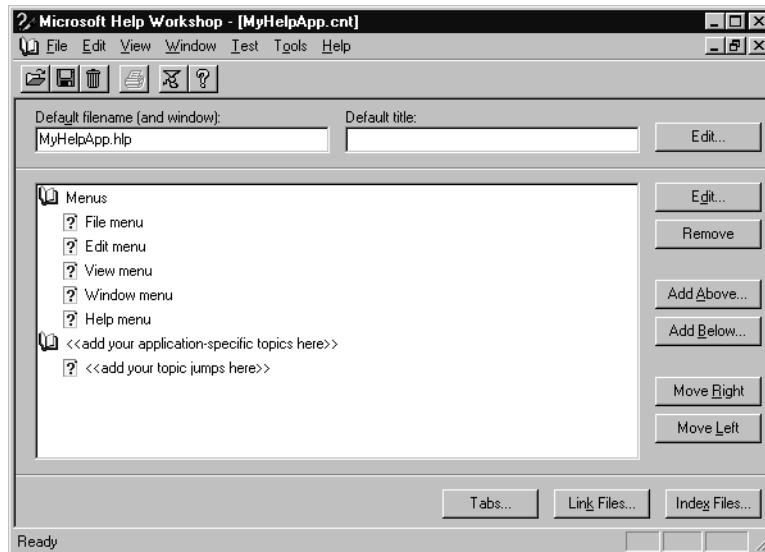 Microsoft Help Workshop - [MyHelpApp.cnt]
File Edit View Window Test Tools Help
Default filename (and window): Default title:
MyHelpApp.hlp Edit...
Menus Edit...
? File menu
? Edit menu Remove
? View menu
? Window menu Add Above...
? Help menu
<<add your application-specific topics here>> Add Below...
? <<add your topic jumps here>>
Move Right
Move Left
Tabs... Link Files... Index Files...
Ready